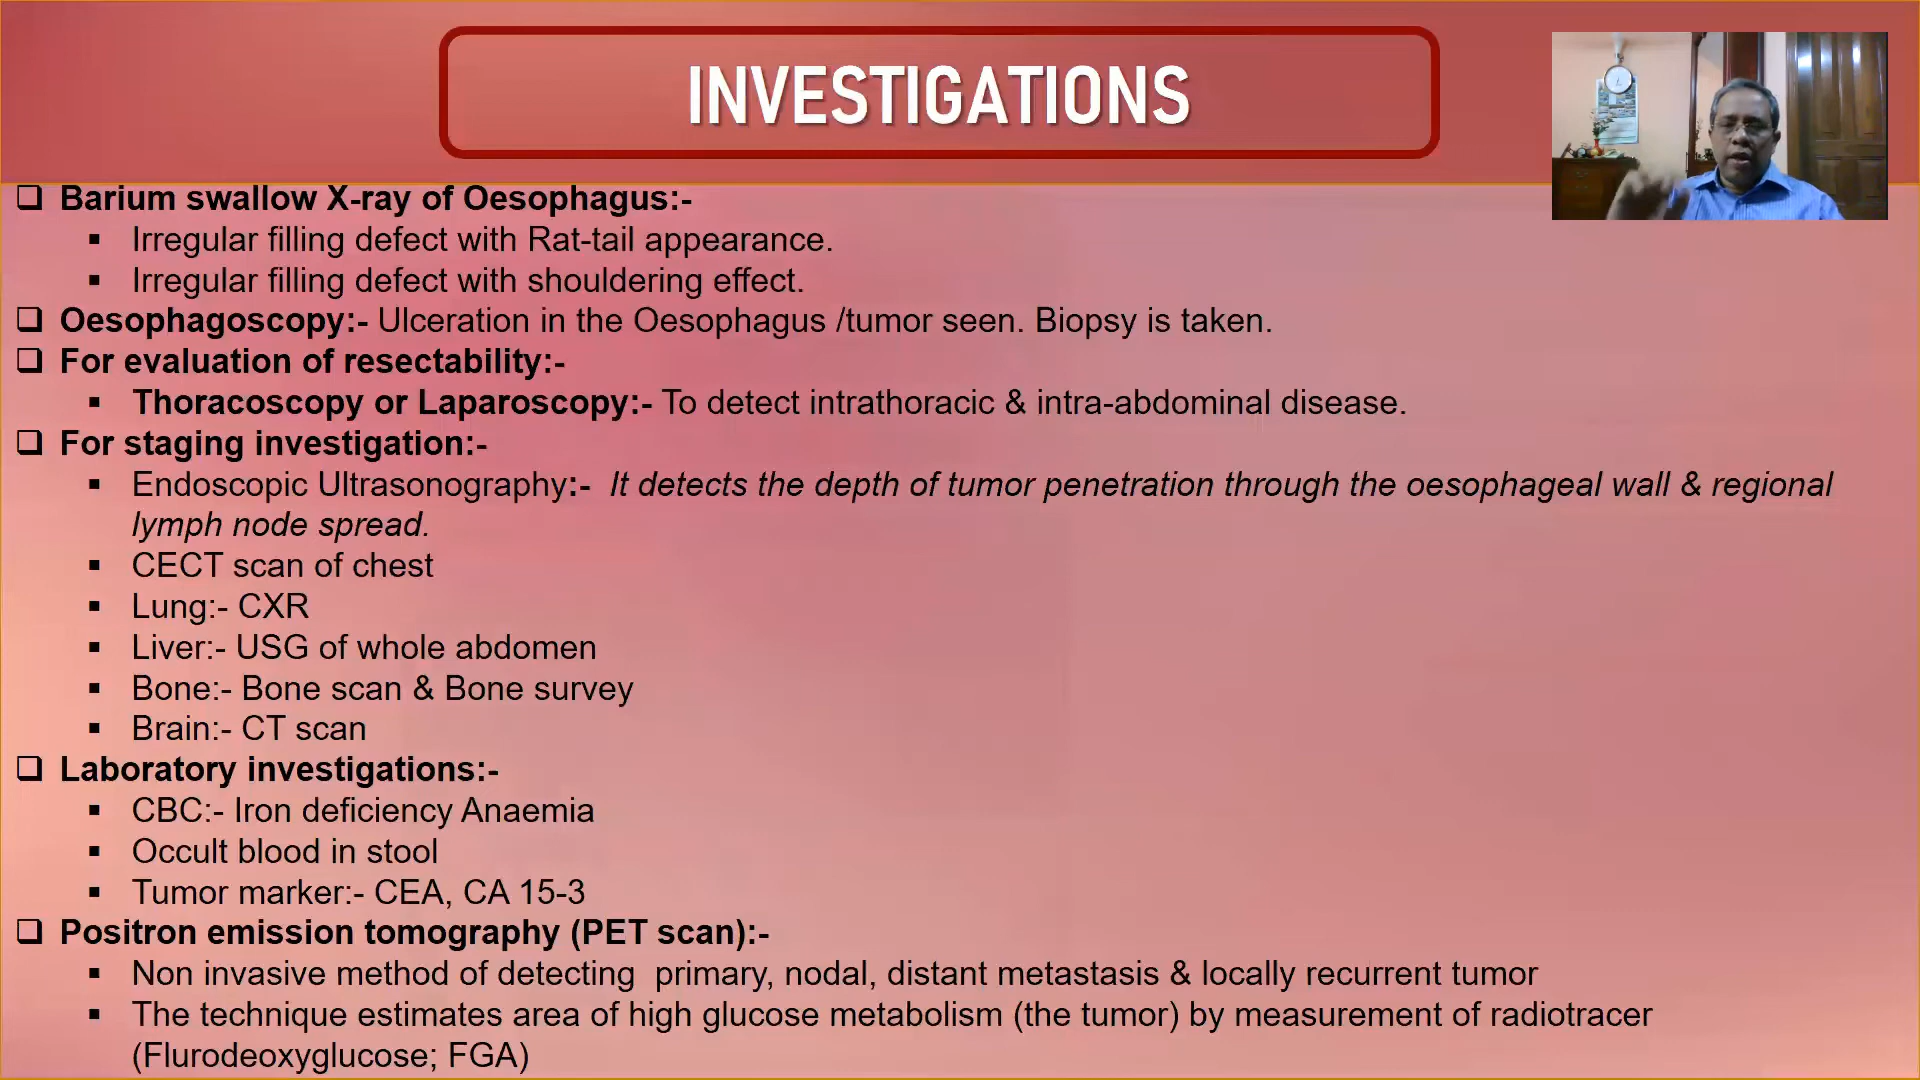 INVESTIGATIONS
❑ Barium swallow X-ray of Oesophagus:-
▪ Irregular filling defect with Rat-tail appearance.
▪ Irregular filling defect with shouldering effect.
❑ Oesophagoscopy:- Ulceration in the Oesophagus /tumor seen. Biopsy is taken.
❑ For evaluation of resectability:-
▪ Thoracoscopy or Laparoscopy:- To detect intrathoracic & intra-abdominal disease.
❑ For staging investigation:-
▪ Endoscopic Ultrasonography:- It detects the depth of tumor penetration through the oesophageal wall & regional
lymph node spread.
▪ CECT scan of chest
▪ Lung:- CXR
▪ Liver:- USG of whole abdomen
▪ Bone:- Bone scan & Bone survey
▪ Brain:- CT scan
❑ Laboratory investigations:-
▪ CBC:- Iron deficiency Anaemia
▪ Occult blood in stool
▪ Tumor marker:- CEA, CA 15-3
❑ Positron emission tomography (PET scan):-
▪ Non invasive method of detecting  primary, nodal, distant metastasis & locally recurrent tumor
▪ The technique estimates area of high glucose metabolism (the tumor) by measurement of radiotracer
(Flurodeoxyglucose; FGA)